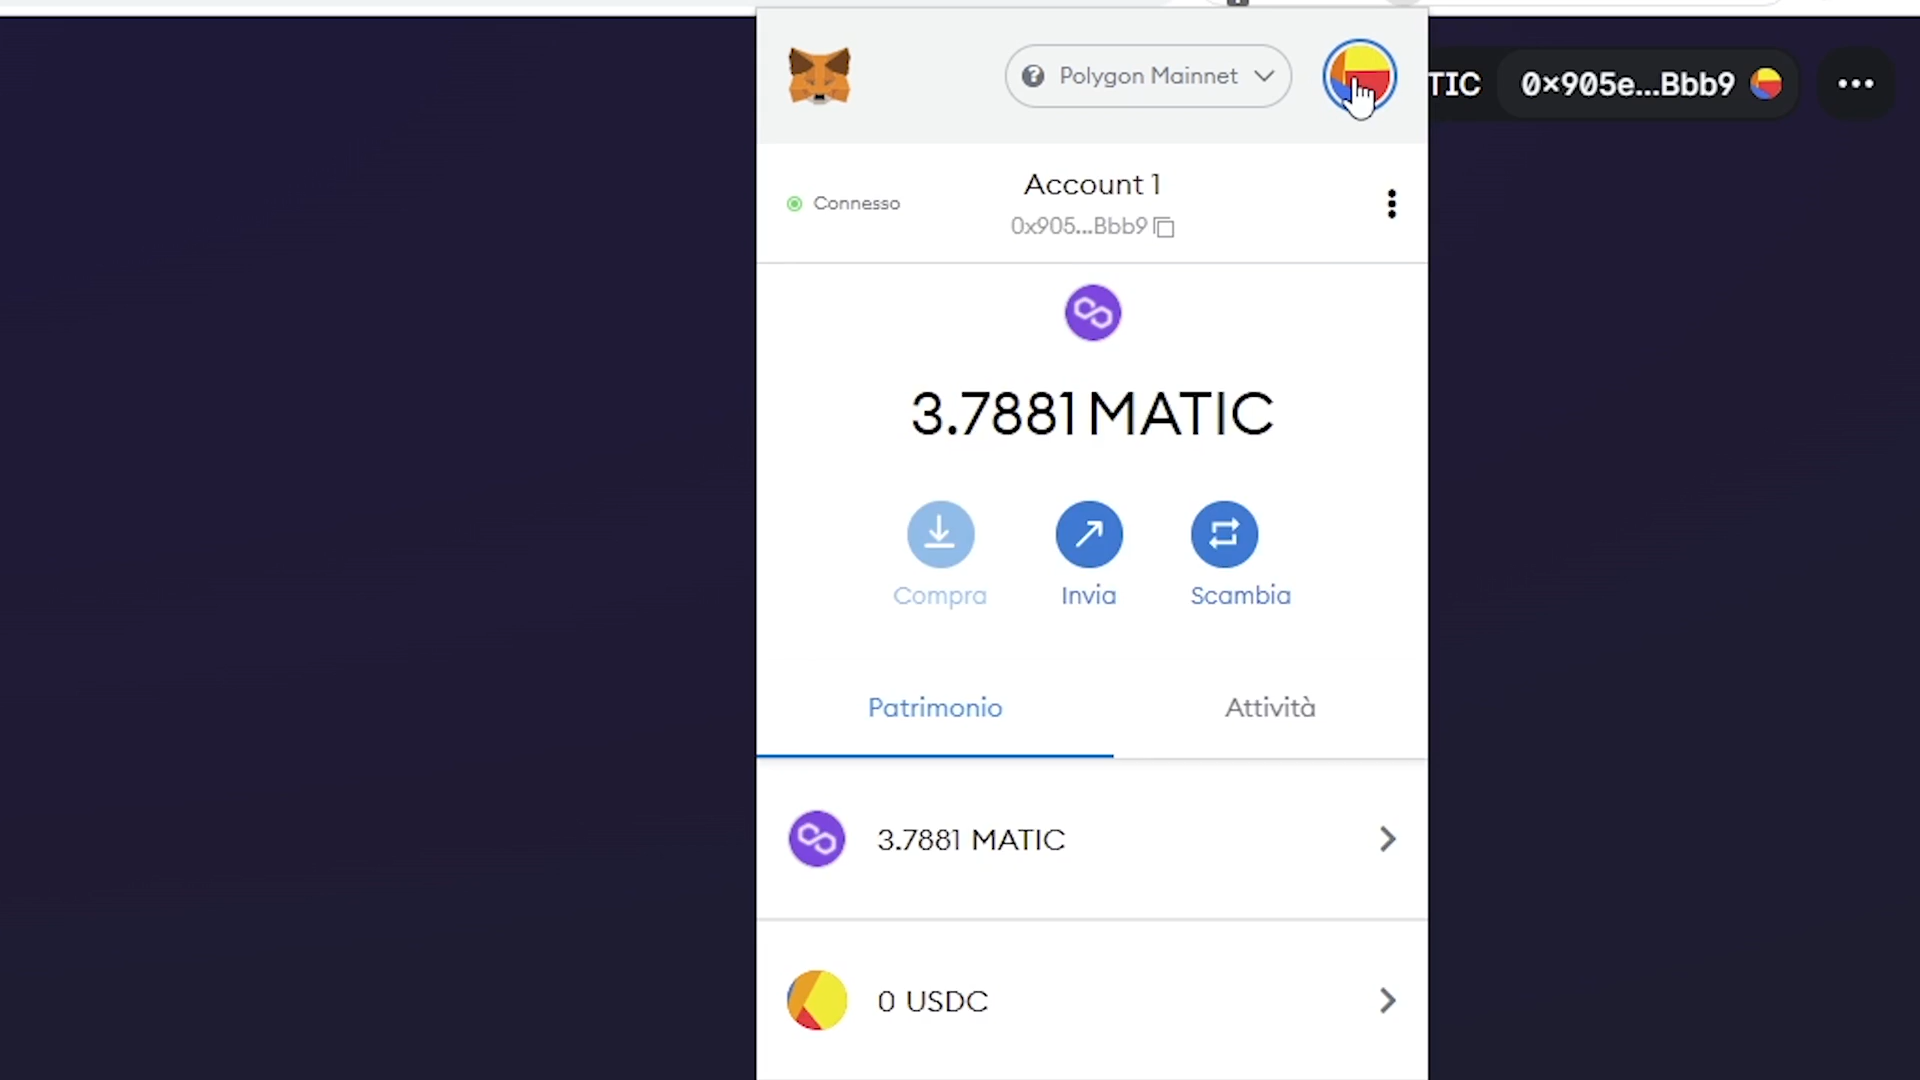 Polygon Mainnet
TIC 0x905e...Bbb9
Account 1
Connesso
0x905...Bbb9
3.7881 MATIC
Compra Invia Scambia
Patrimonio Attività
3.7881 MATIC
0 USDC